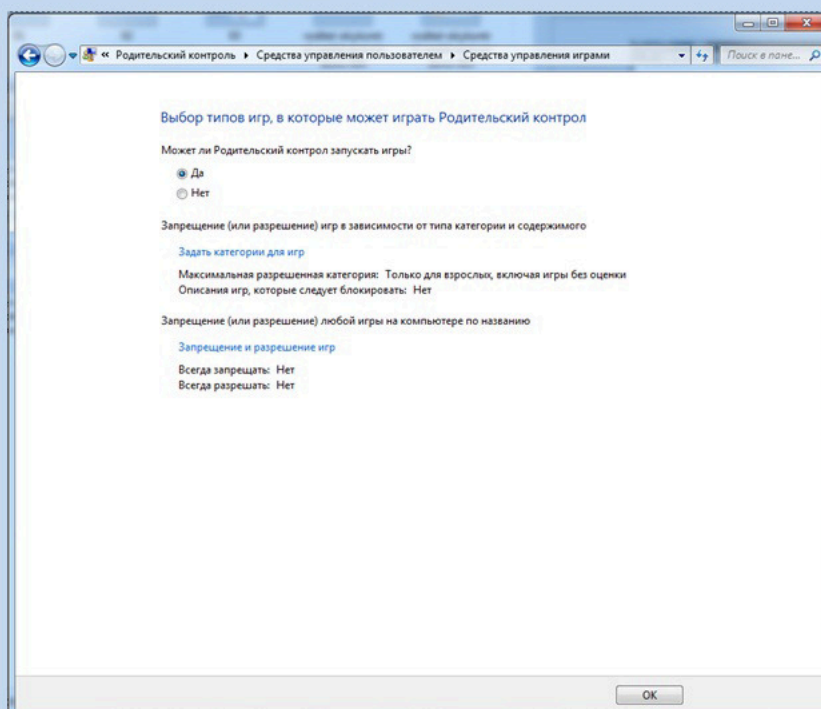 « Родительский контроль ▸ Средства управления пользователем ▸ Средства управления играми
Поиск в пане...
Выбор типов игр, в которые может играть Родительский контрол
Может ли Родительский контрол запускать игры?
Да
Нет
Запрещение (или разрешение) игр в зависимости от типа категории и содержимого
Задать категории для игр
Максимальная разрешенная категория: Только для взрослых, включая игры без оценки
Описания игр, которые следует блокировать: Нет
Запрещение (или разрешение) любой игры на компьютере по названию
Запрещение и разрешение игр
Всегда запрещать: Нет
Всегда разрешать: Нет
OK